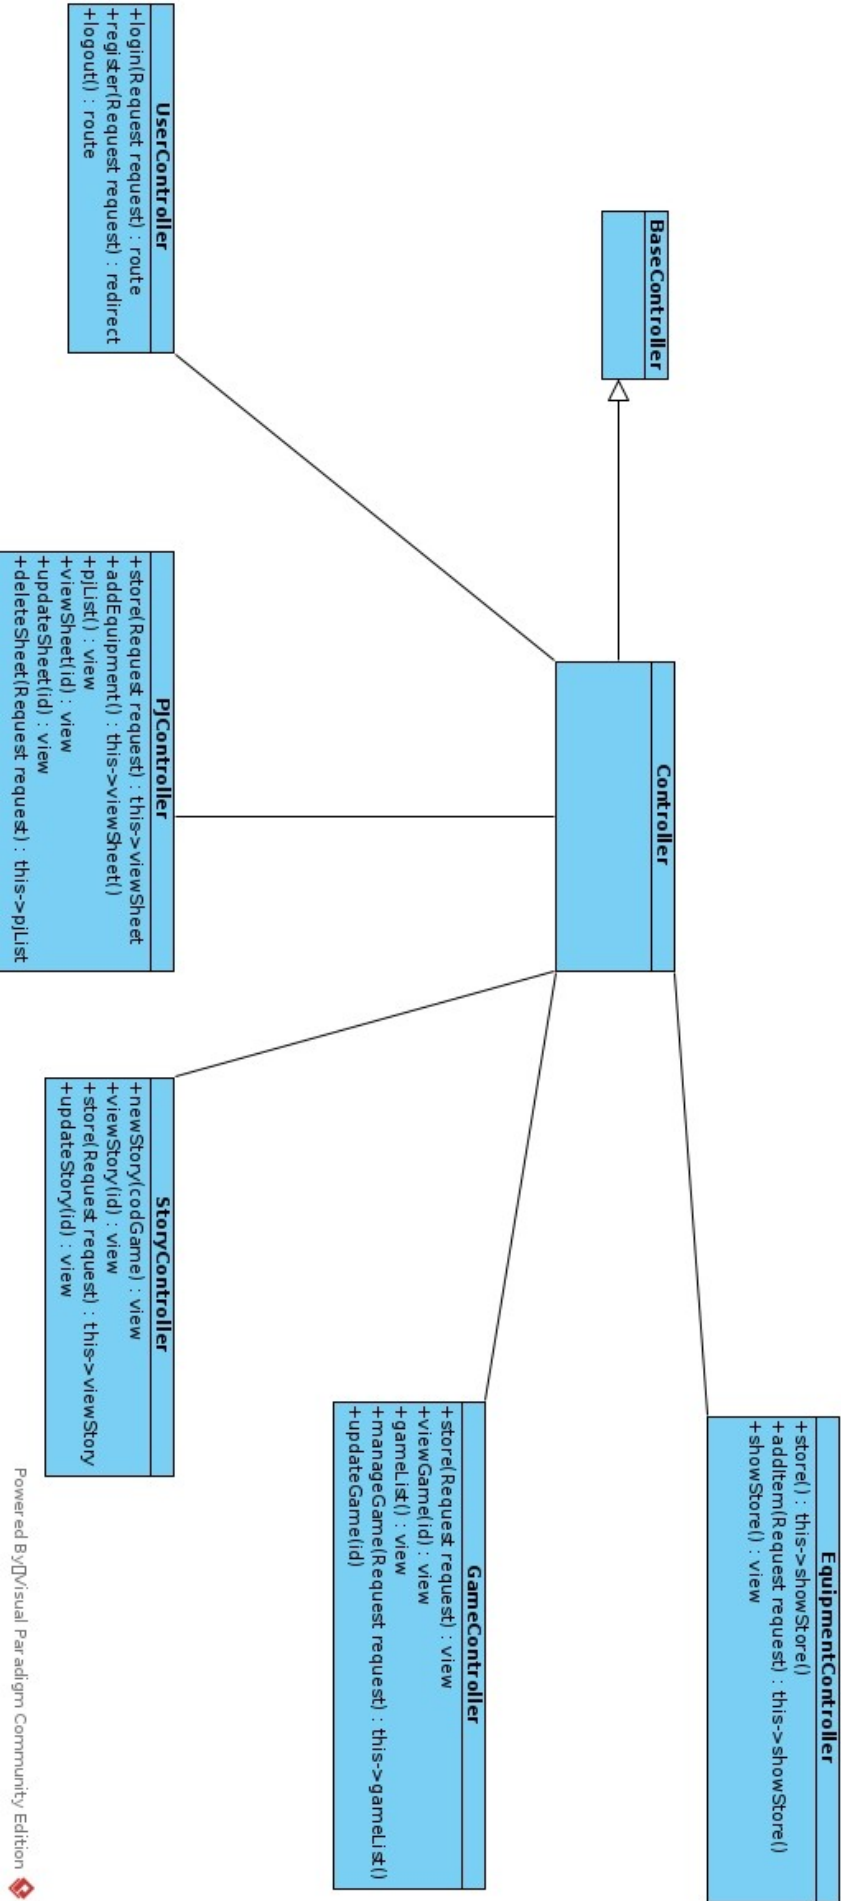 BaseController
Controller
EquipmentController
+store() : this->showStore()
+addItem(Request request) : this->showStore()
+showStore() : view
GameController
+store(Request request) : view
+viewGame(id) : view
+gameList() : view
+manageGame(Request request) : this->gameList()
+updateGame(id)
UserController
+login(Request request) : route
+register(Request request) : redirect
+logout() : route
PJController
+store(Request request) : this->viewSheet
+addEquipment() : this->viewSheet()
+pjList() : view
+viewSheet(id) : view
+updateSheet(id) : view
+deleteSheet(Request request) : this->pjList
StoryController
+newStory(codGame) : view
+viewStory(id) : view
+store(Request request) : this->viewStory
+updateStory(id) : view
Powered By▯Visual Paradigm Community Edition